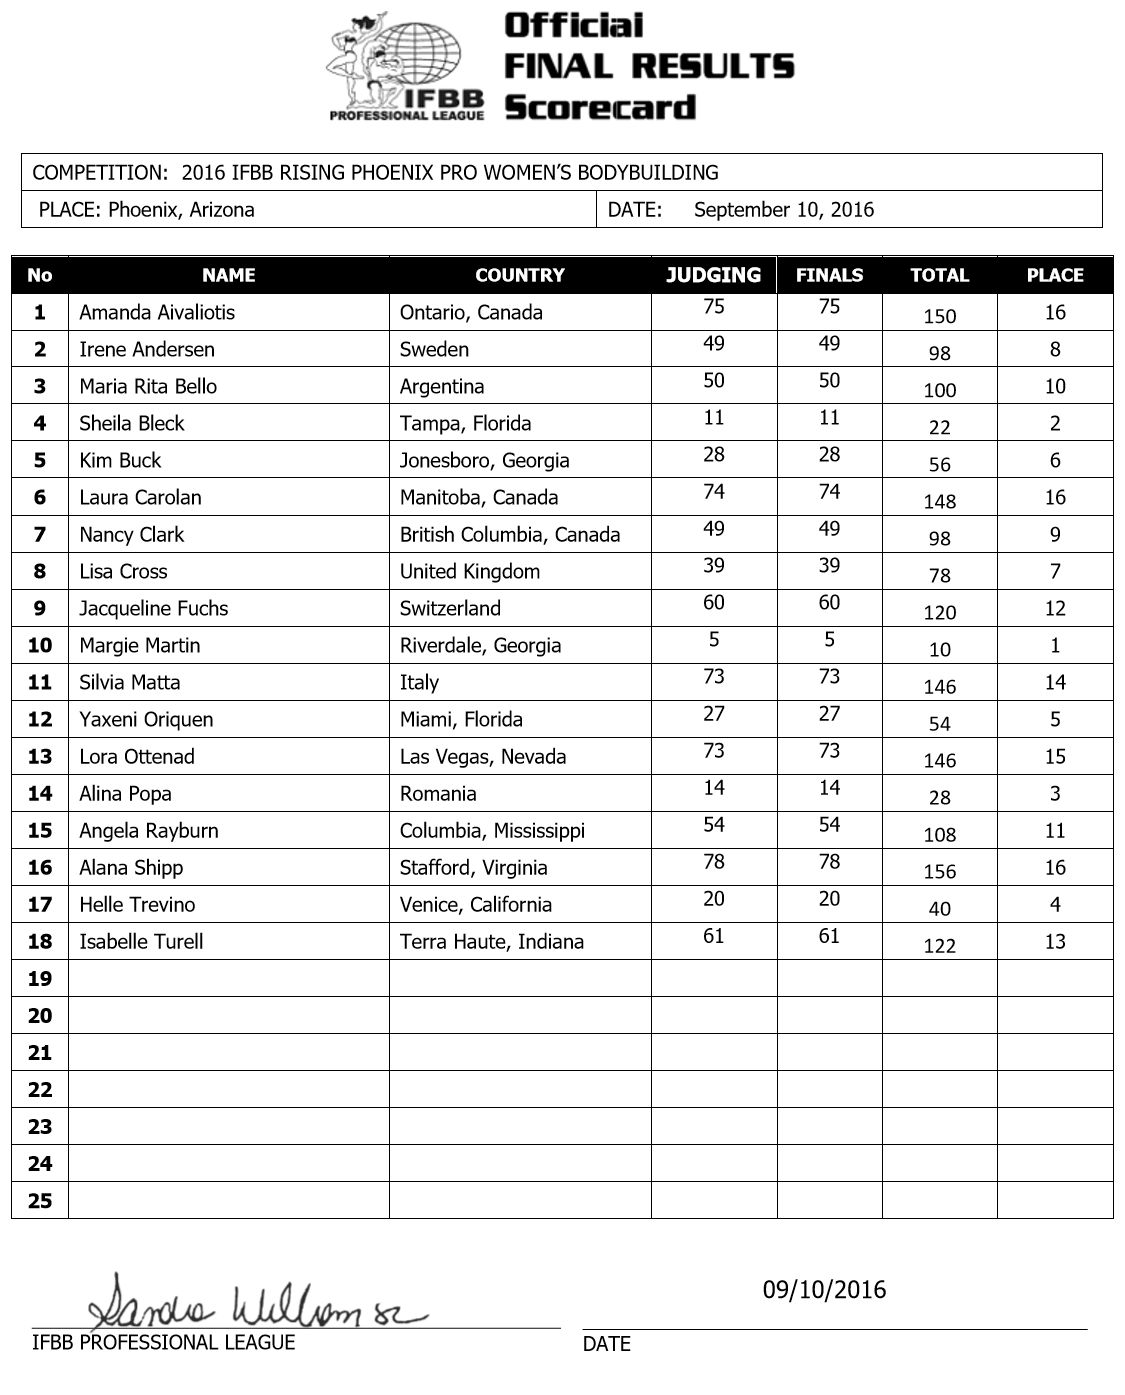 Official
FINAL RESULTS
IFBB
PROFESSIONAL LEAGUE
Scorecard
COMPETITION: 2016 IFBB RISING PHOENIX PRO WOMEN'S BODYBUILDING
PLACE: Phoenix, Arizona DATE: September 10, 2016
No NAME COUNTRY JUDGING FINALS TOTAL PLACE
1 Amanda Aivaliotis Ontario, Canada 75 75 150 16
2 Irene Andersen Sweden 49 49 98 8
3 Maria Rita Bello Argentina 50 50 100 10
4 Sheila Bleck Tampa, Florida 11 11 22 2
5 Kim Buck Jonesboro, Georgia 28 28 56 6
6 Laura Carolan Manitoba, Canada 74 74 148 16
7 Nancy Clark British Columbia, Canada 49 49 98 9
8 Lisa Cross United Kingdom 39 39 78 7
9 Jacqueline Fuchs Switzerland 60 60 120 12
10 Margie Martin Riverdale, Georgia 5 5 10 1
11 Silvia Matta Italy 73 73 146 14
12 Yaxeni Oriquen Miami, Florida 27 27 54 5
13 Lora Ottenad Las Vegas, Nevada 73 73 146 15
14 Alina Popa Romania 14 14 28 3
15 Angela Rayburn Columbia, Mississippi 54 54 108 11
16 Alana Shipp Stafford, Virginia 78 78 156 16
17 Helle Trevino Venice, California 20 20 40 4
18 Isabelle Turell Terra Haute, Indiana 61 61 122 13
19
20
21
22
23
24
25
Sandra Williamson 09/10/2016
IFBB PROFESSIONAL LEAGUE DATE